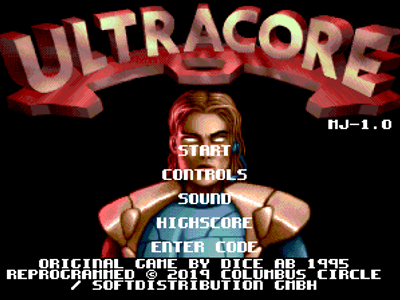 ULTRACORE
MJ-1.0
START
CONTROLS
SOUND
HIGHSCORE
ENTER CODE
ORIGINAL GAME BY DICE AB 1995
REPROGRAMMED © 2019 COLUMBUS CIRCLE
/ SOFTDISTRIBUTION GMBH